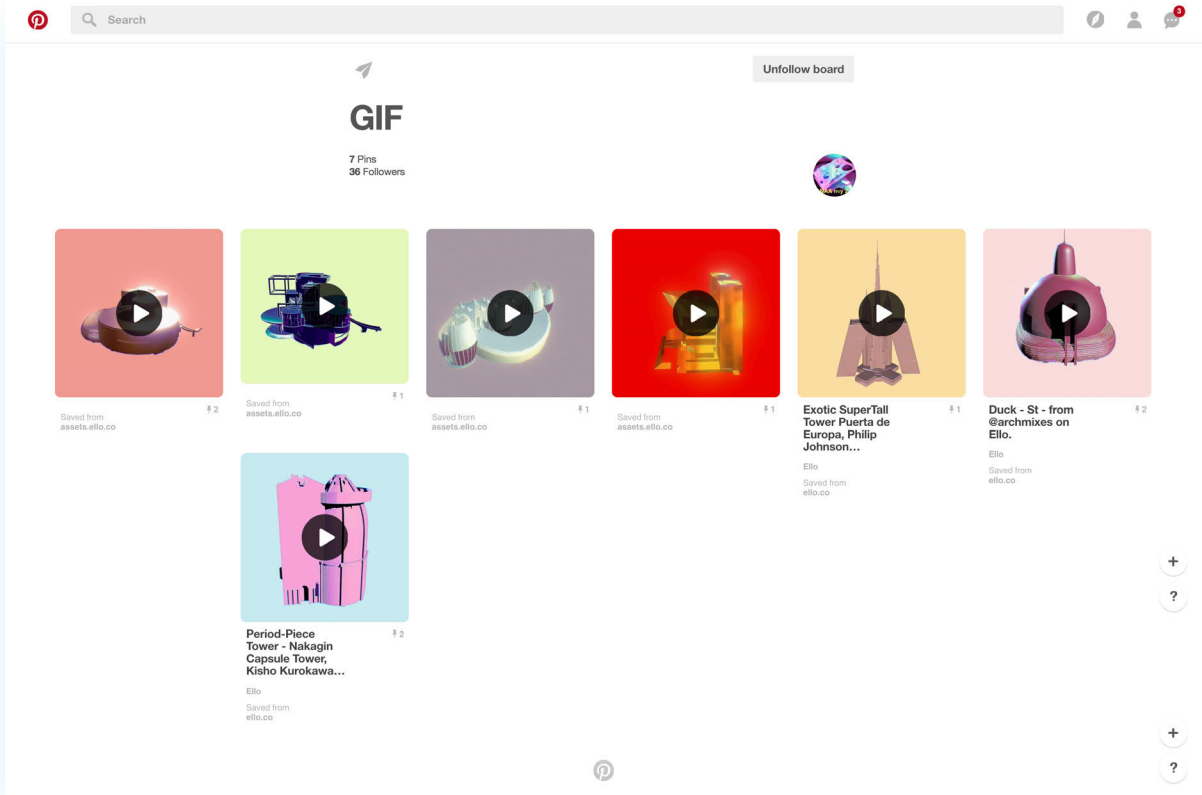 3
Search
Unfollow board
GIF
7 Pins
36 Followers
2
Saved from
assets.ello.co
1
Saved from
assets.ello.co
1
Saved from
assets.ello.co
1
Saved from
assets.ello.co
Exotic SuperTall
Tower Puerta de
Europa, Philip
Johnson...
1
Ello
Saved from
ello.co
Duck - St - from
@archmixes on
Ello.
2
Ello
Saved from
ello.co
Period-Piece
Tower - Nakagin
Capsule Tower,
Kisho Kurokawa...
2
Ello
Saved from
ello.co
+
?
+
?